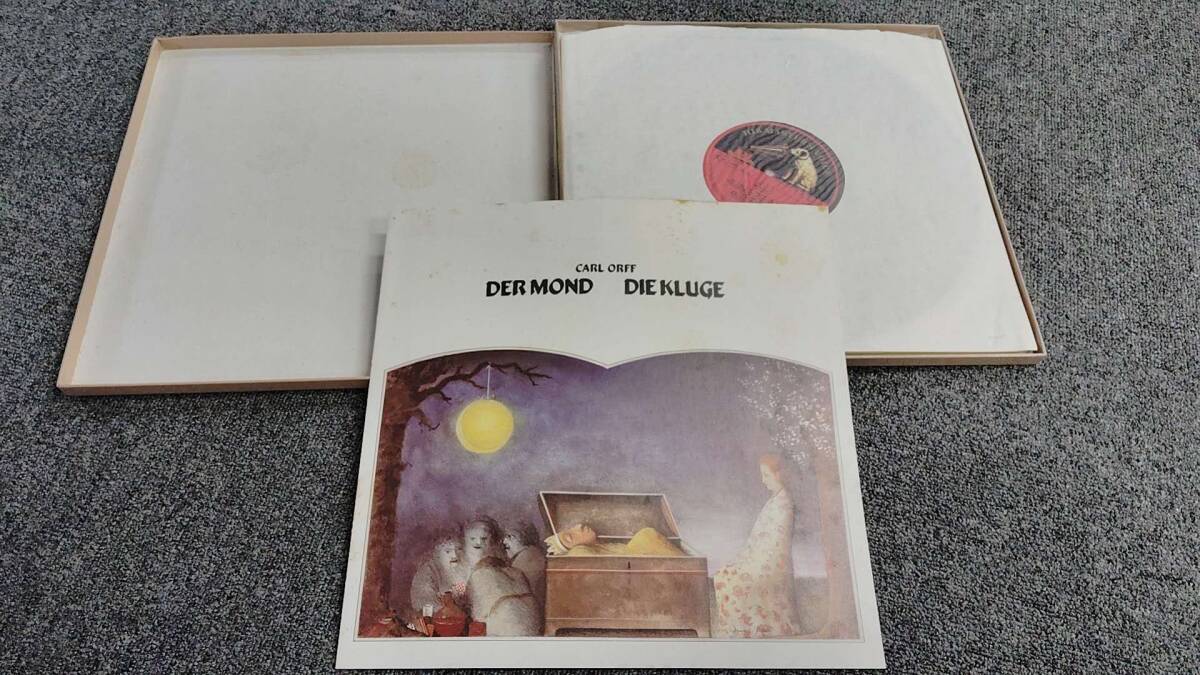 CARL ORFF
DER MOND DIE KLUGE